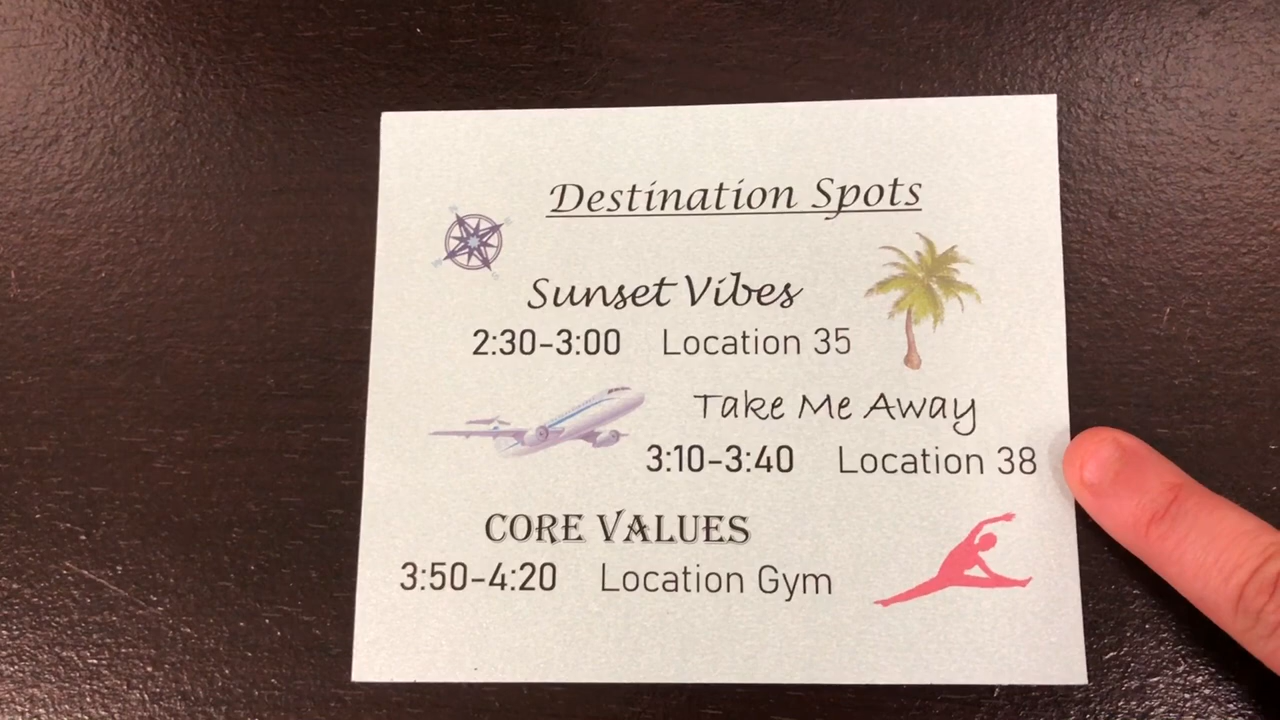 Destination Spots
Sunset Vibes
2:30-3:00 Location 35
Take Me Away
3:10-3:40 Location 38
CORE VALUES
3:50-4:20 Location Gym